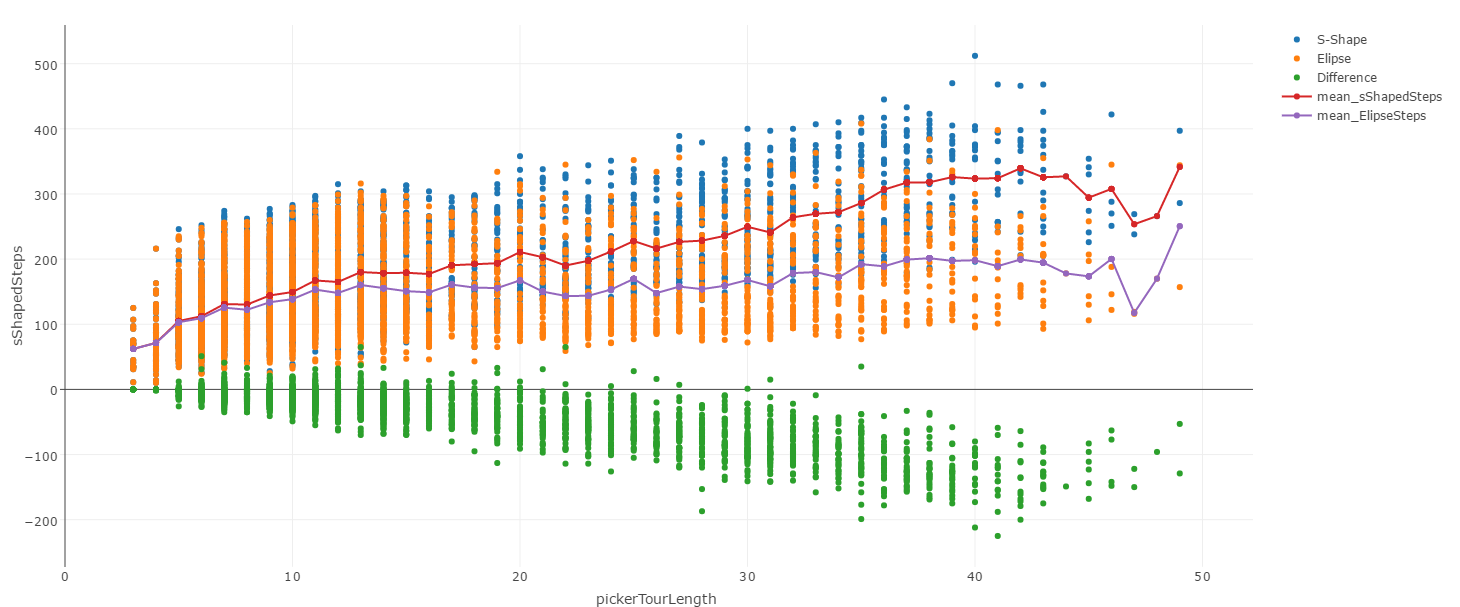 S-Shape
Elipse
Difference
mean_sShapedSteps
mean_ElipseSteps
sShapedSteps
500
400
300
200
100
0
−100
−200
0 10 20 30 40 50
pickerTourLength